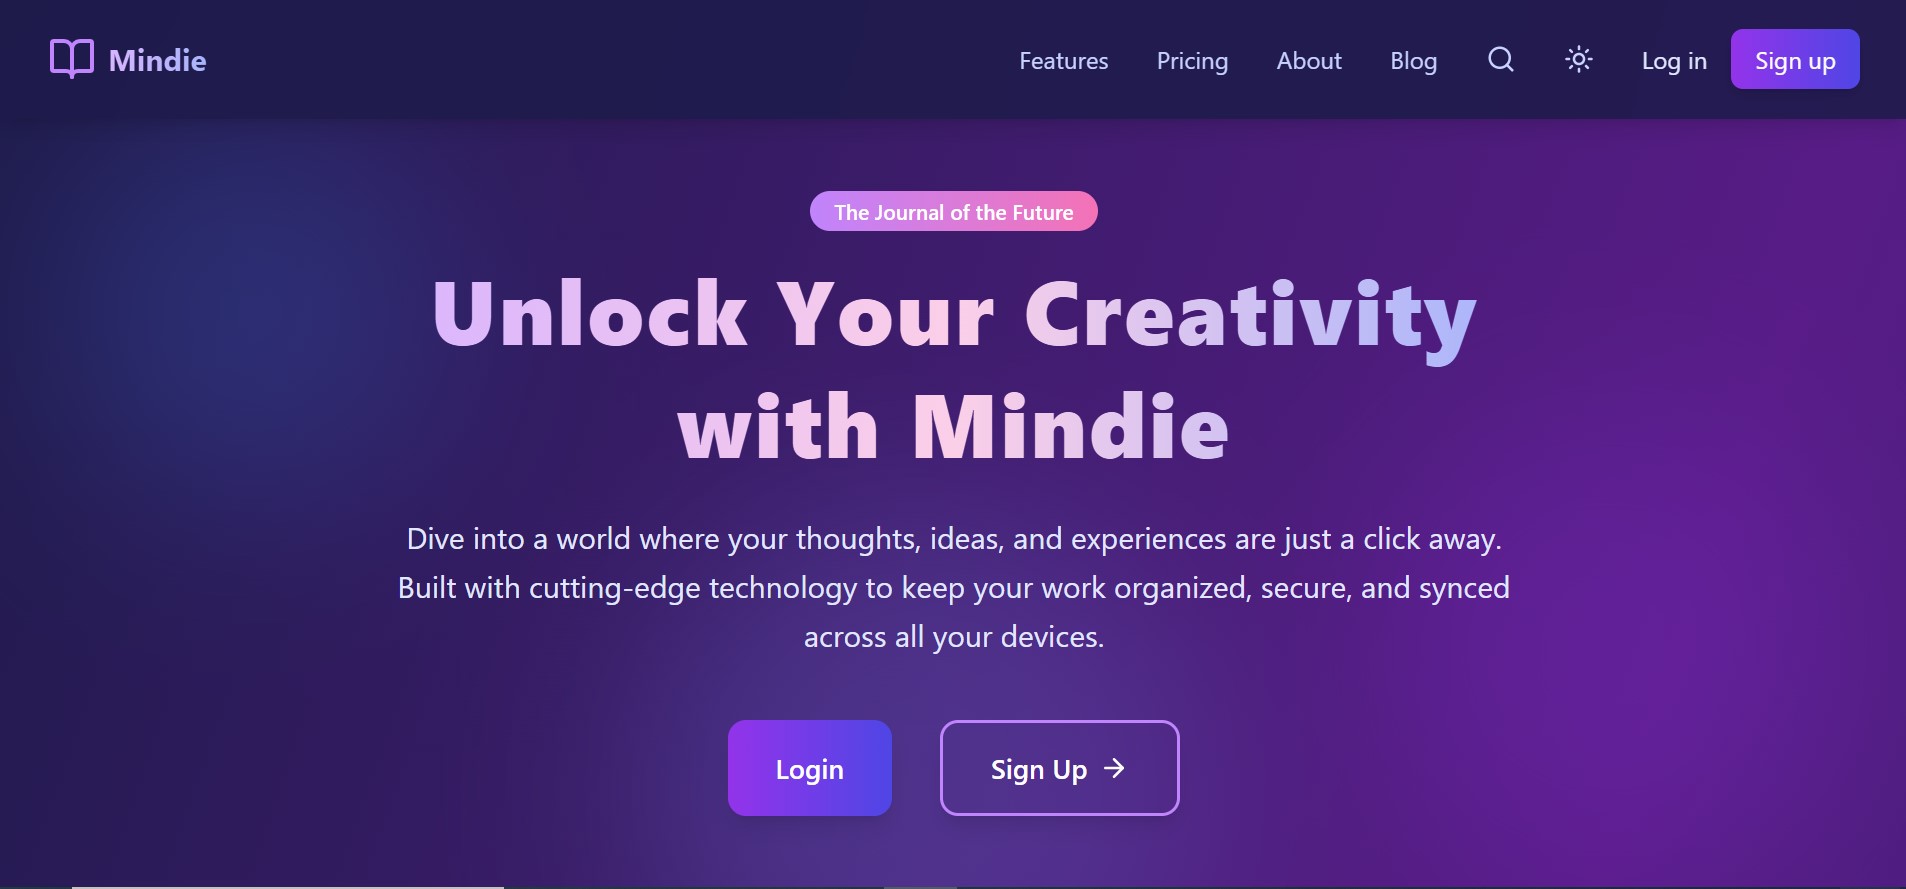 Mindie
Features
Pricing
About
Blog
Log in
Sign up
The Journal of the Future
Unlock Your Creativity
with Mindie
Dive into a world where your thoughts, ideas, and experiences are just a click away.
Built with cutting-edge technology to keep your work organized, secure, and synced
across all your devices.
Login
Sign Up